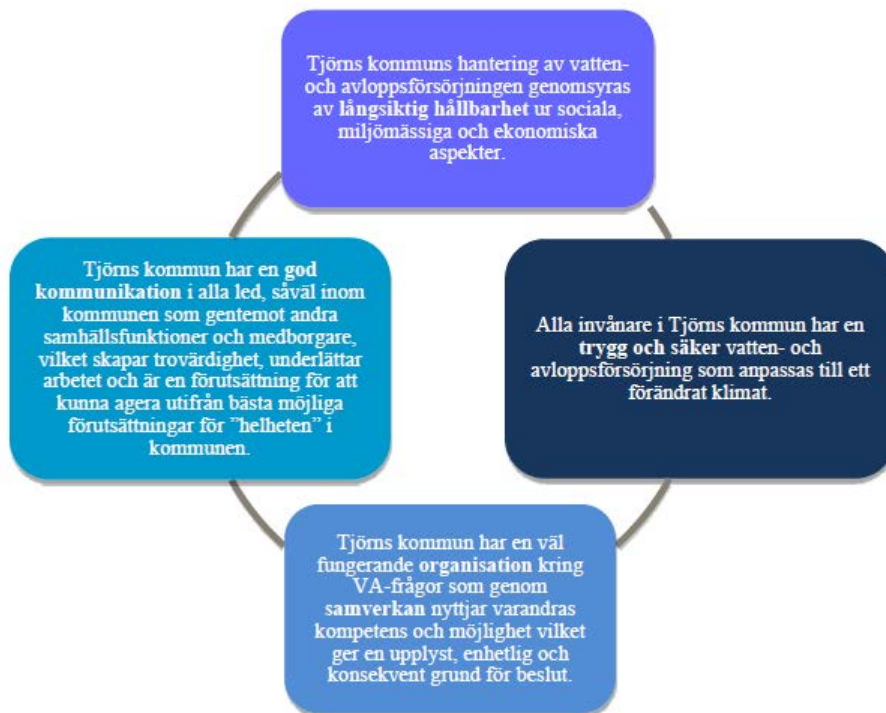 Tjörns kommuns hantering av vatten-
och avloppsförsörjningen genomsyras
av långsiktig hållbarhet ur sociala,
miljömässiga och ekonomiska
aspekter.
Tjörns kommun har en god
kommunikation i alla led, såväl inom
kommunen som gentemot andra
samhällsfunktioner och medborgare,
vilket skapar trovärdighet, underlättar
arbetet och är en förutsättning för att
kunna agera utifrån bästa möjliga
förutsättningar för ”helheten” i
kommunen.
Alla invånare i Tjörns kommun har en
trygg och säker vatten- och
avloppsförsörjning som anpassas till ett
förändrat klimat.
Tjörns kommun har en väl
fungerande organisation kring
VA-frågor som genom
samverkan nyttjar varandras
kompetens och möjlighet vilket
ger en upplyst, enhetlig och
konsekvent grund för beslut.